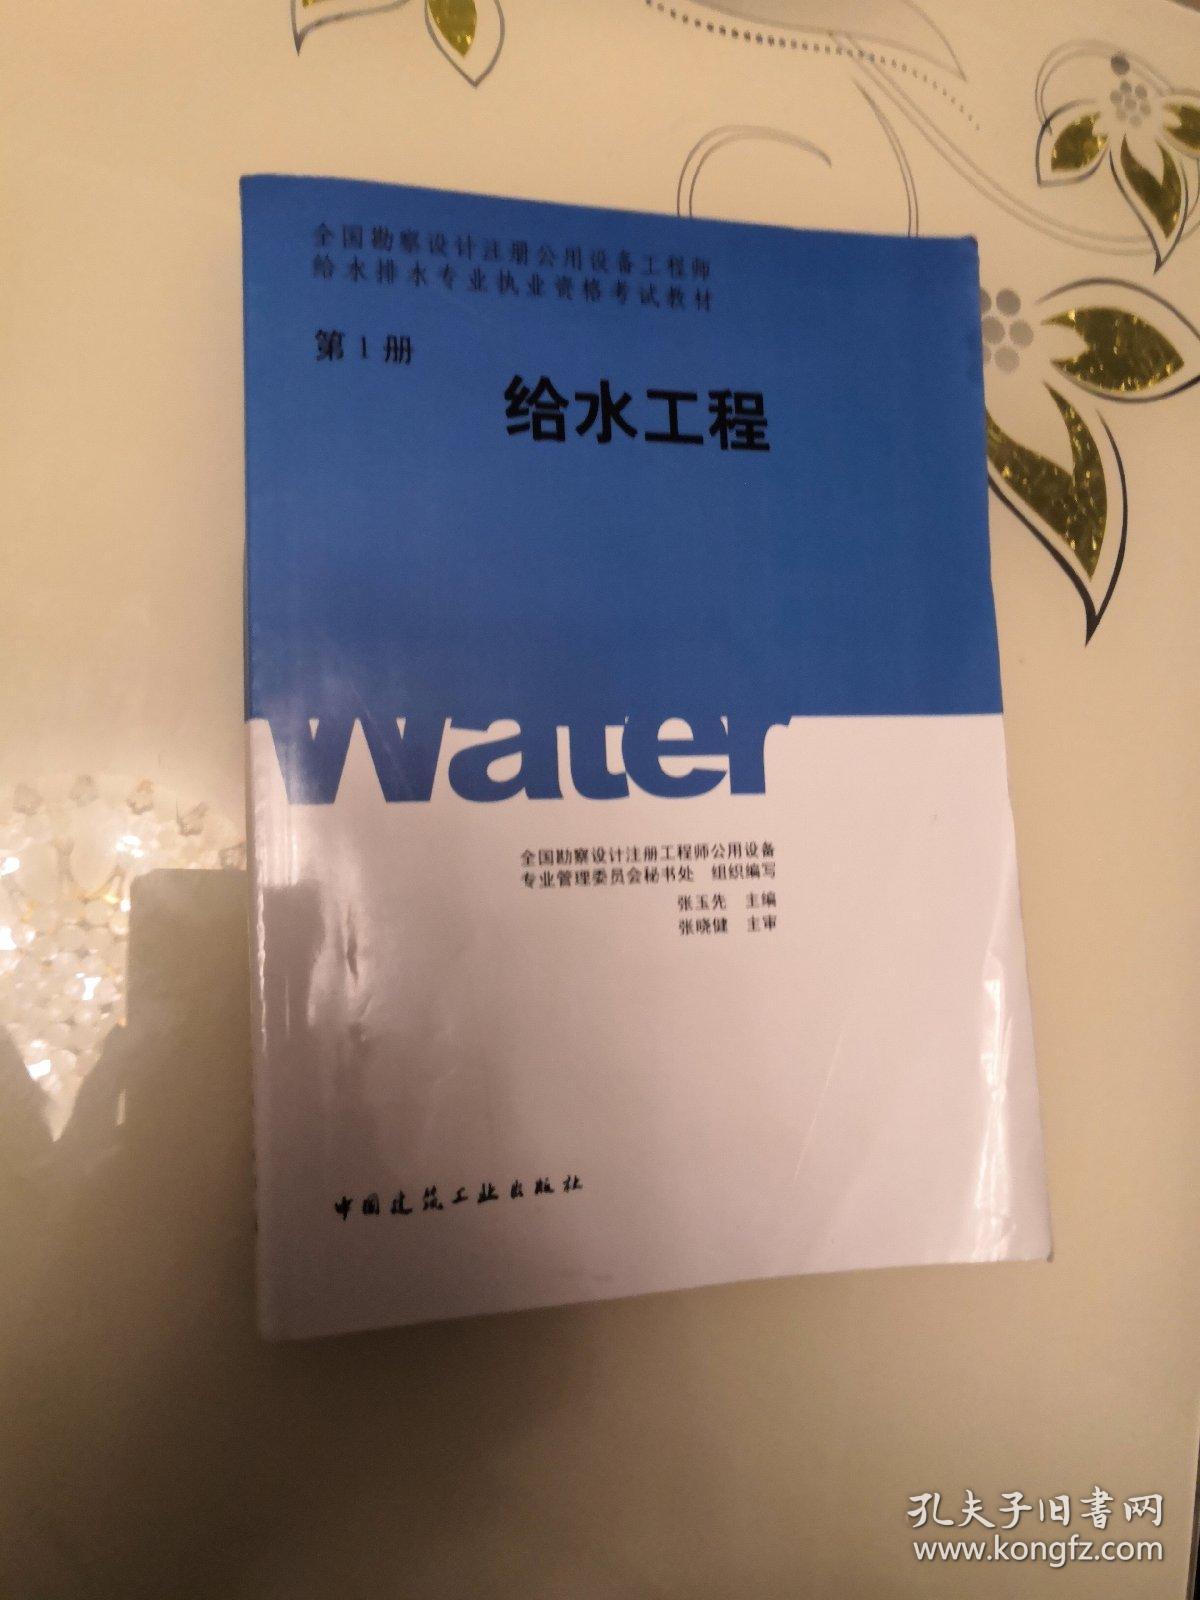 全国勘察设计注册公用设备工程师
给水排水专业执业资格考试教材
第1册
给水工程
Water
全国勘察设计注册工程师公用设备
专业管理委员会秘书处 组织编写
张玉先 主编
张晓健 主审
中国建筑工业出版社
孔夫子旧书网
www.kongfz.com